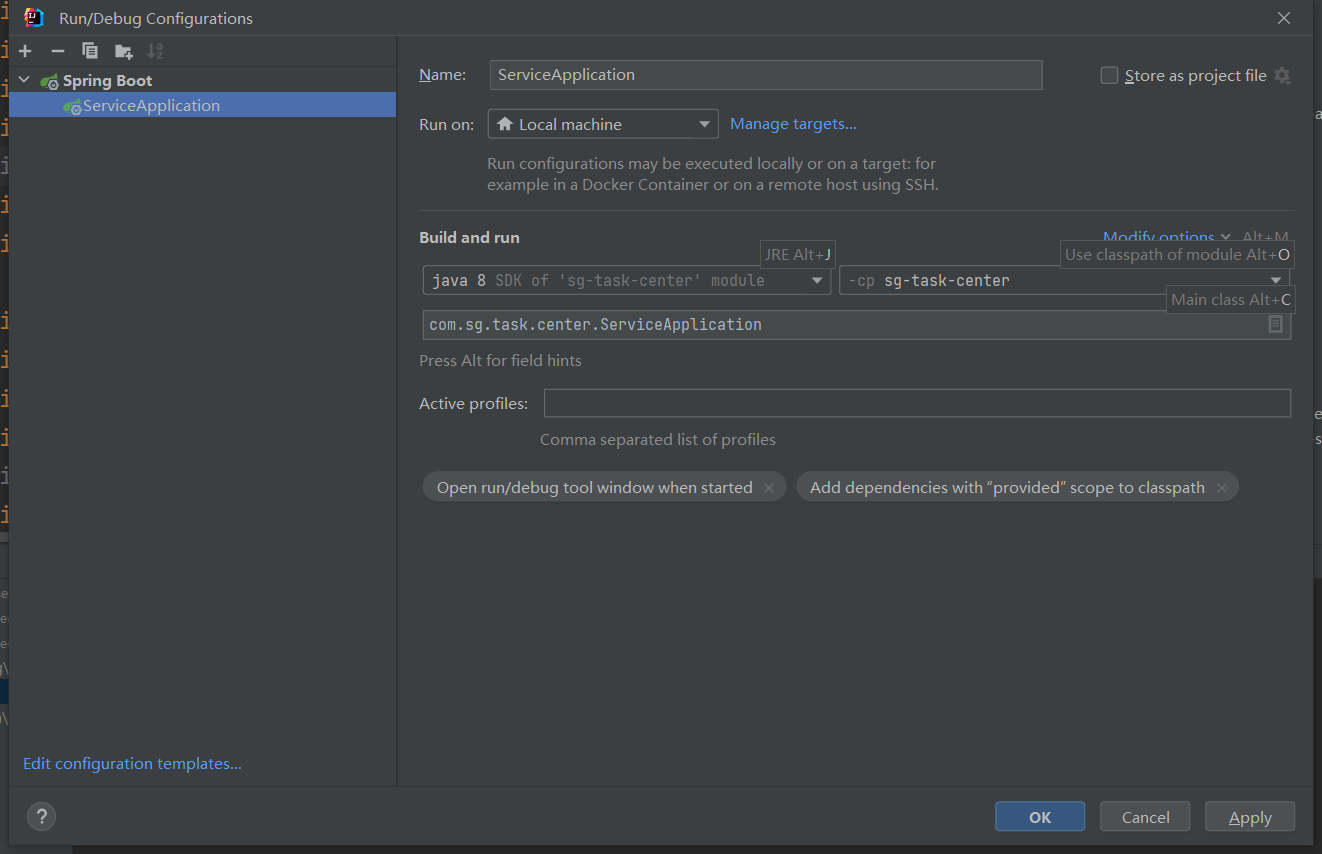 Run/Debug Configurations
Spring Boot
ServiceApplication
Edit configuration templates...
Name: ServiceApplication
Store as project file
Run on: Local machine Manage targets...
Run configurations may be executed locally or on a target: for
example in a Docker Container or on a remote host using SSH.
Build and run
Modify options Alt+M
JRE Alt+J
Use classpath of module Alt+O
java 8 SDK of 'sg-task-center' module
-cp sg-task-center
Main class Alt+C
com.sg.task.center.ServiceApplication
Press Alt for field hints
Active profiles:
Comma separated list of profiles
Open run/debug tool window when started
Add dependencies with “provided” scope to classpath
?
OK
Cancel
Apply